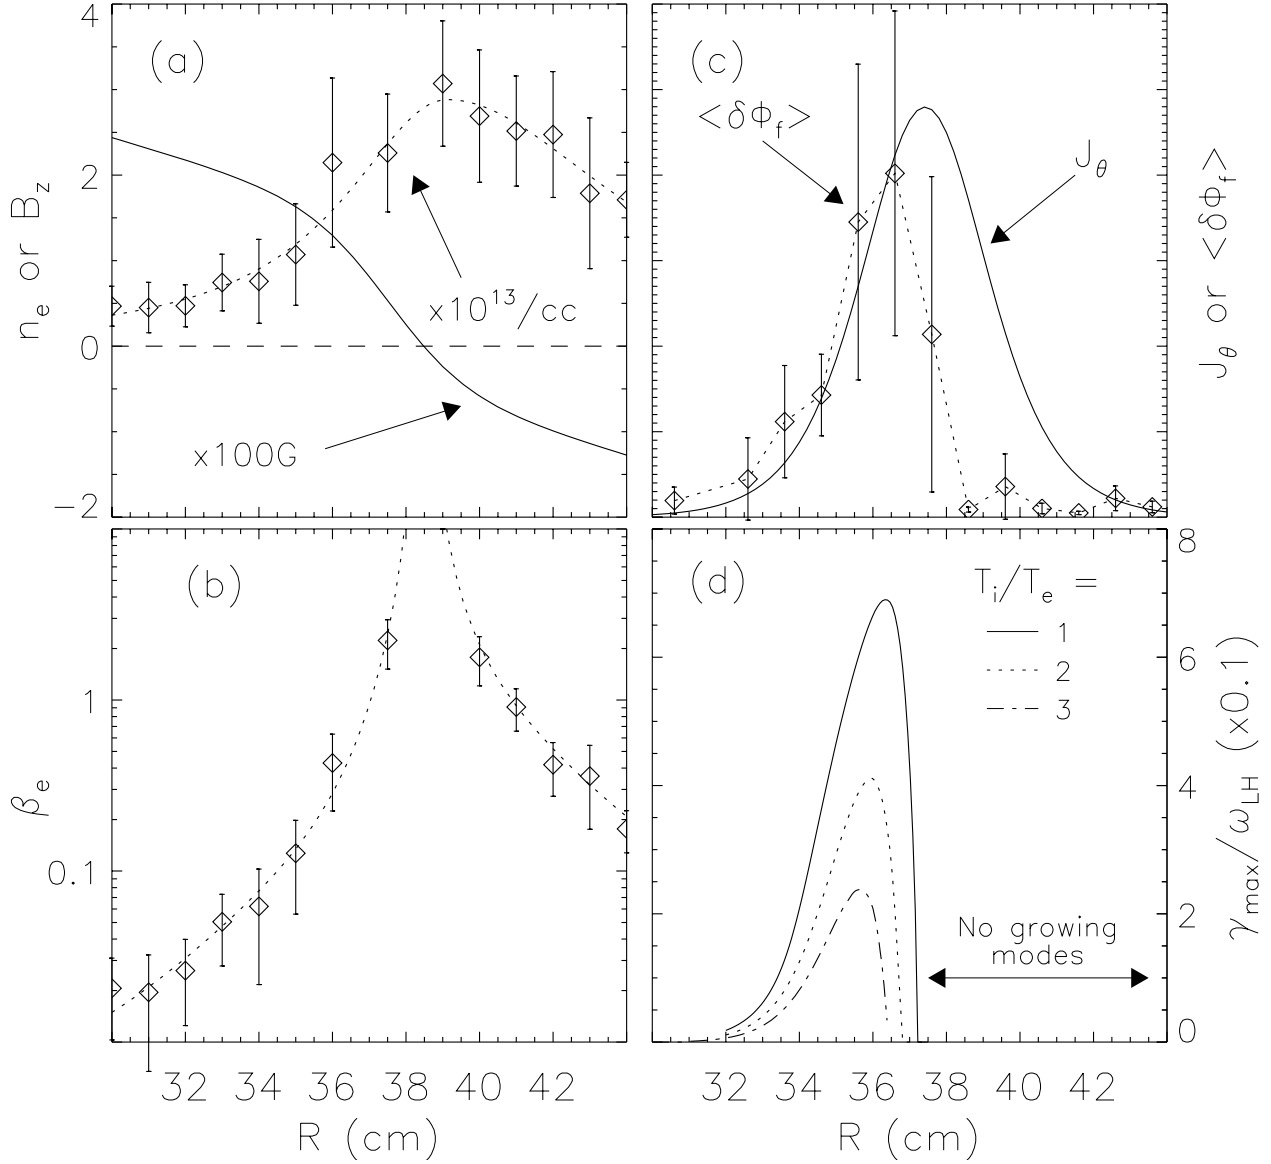 (a)
4
2
0
-2
n_e or B_z
x10^13/cc
x100G
(c)
<δΦ_f>
J_θ
J_θ or <δΦ_f>
(b)
1
0.1
β_e
32 34 36 38 40 42
R (cm)
(d)
T_i/T_e =
1
2
3
No growing
modes
8
6
4
2
0
γ_max/ω_LH (x0.1)
32 34 36 38 40 42
R (cm)